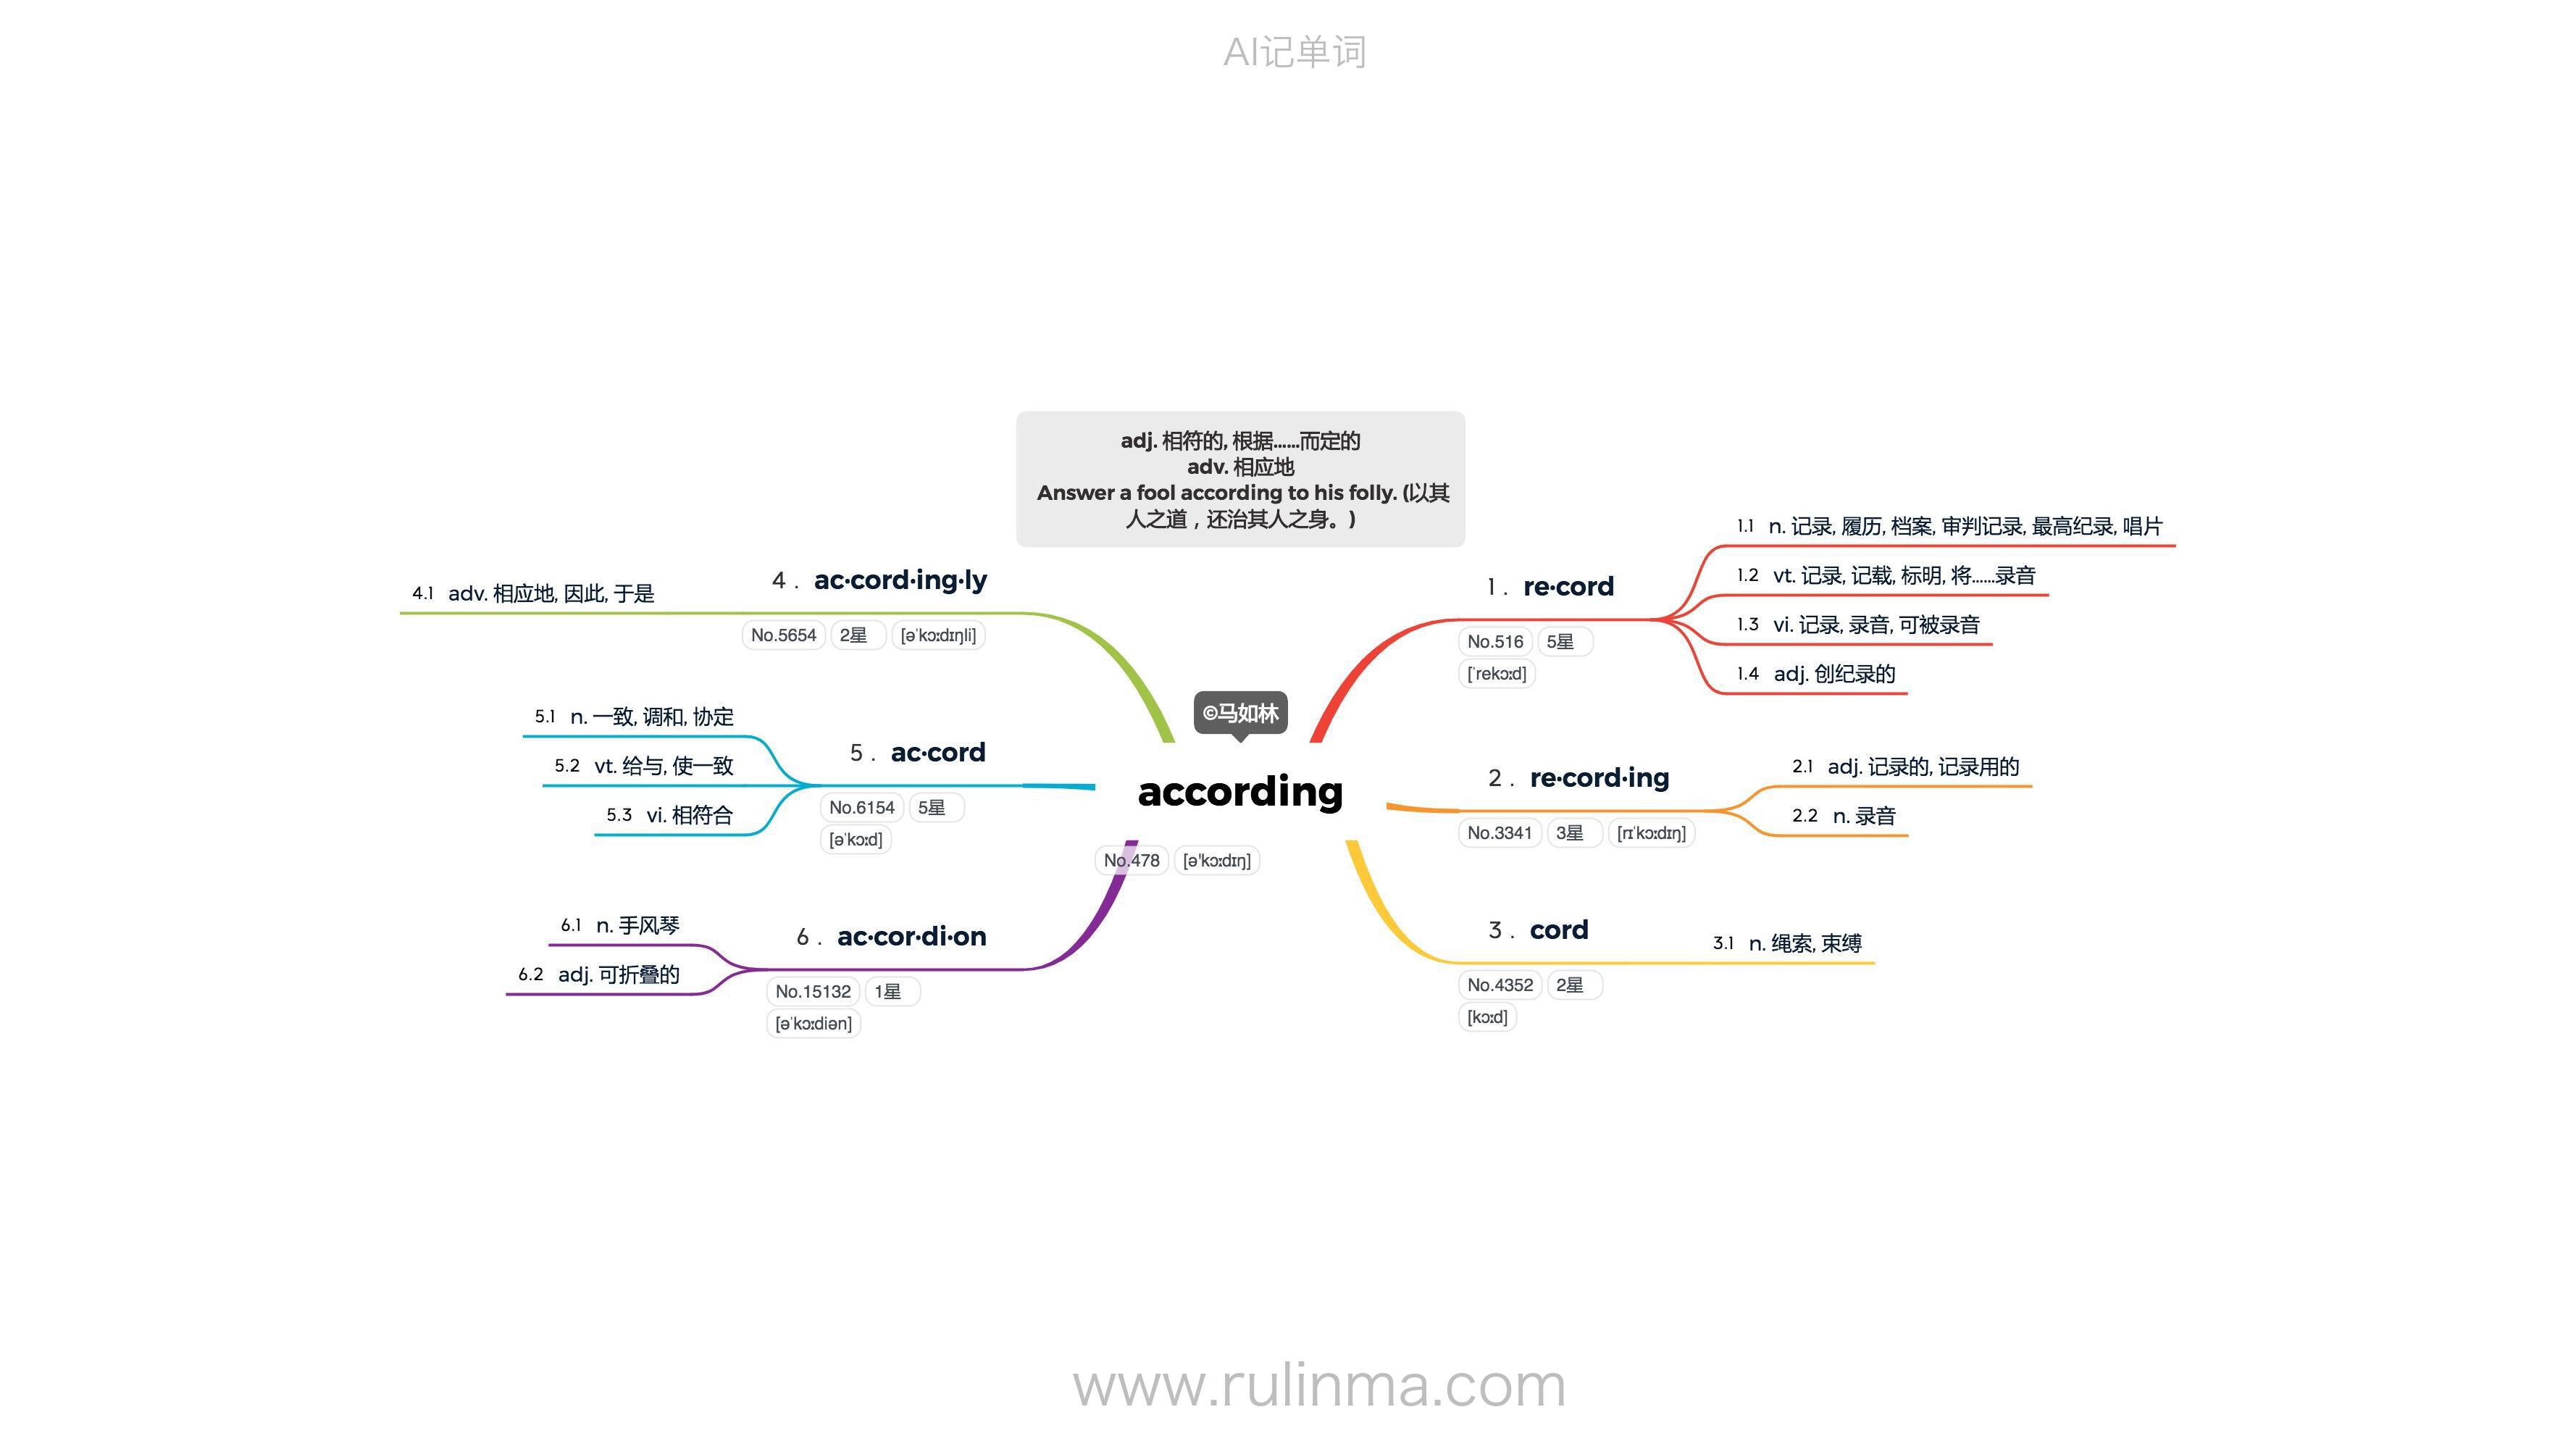 AI记单词
adj. 相符的, 根据......而定的
adv. 相应地
Answer a fool according to his folly. (以其
人之道，还治其人之身。)
©马如林
according
No.478 [ə'kɔːdɪŋ]
1. re·cord
No.516 5星
[ˈrekɔːd]
1.1 n. 记录, 履历, 档案, 审判记录, 最高纪录, 唱片
1.2 vt. 记录, 记载, 标明, 将......录音
1.3 vi. 记录, 录音, 可被录音
1.4 adj. 创纪录的
2. re·cord·ing
No.3341 3星 [rɪˈkɔːdɪŋ]
2.1 adj. 记录的, 记录用的
2.2 n. 录音
3. cord
No.4352 2星
[kɔːd]
3.1 n. 绳索, 束缚
4. ac·cord·ing·ly
No.5654 2星 [əˈkɔːdɪŋli]
4.1 adv. 相应地, 因此, 于是
5. ac·cord
No.6154 5星
[əˈkɔːd]
5.1 n. 一致, 调和, 协定
5.2 vt. 给与, 使一致
5.3 vi. 相符合
6. ac·cor·di·on
No.15132 1星
[əˈkɔːdiən]
6.1 n. 手风琴
6.2 adj. 可折叠的
www.rulinma.com